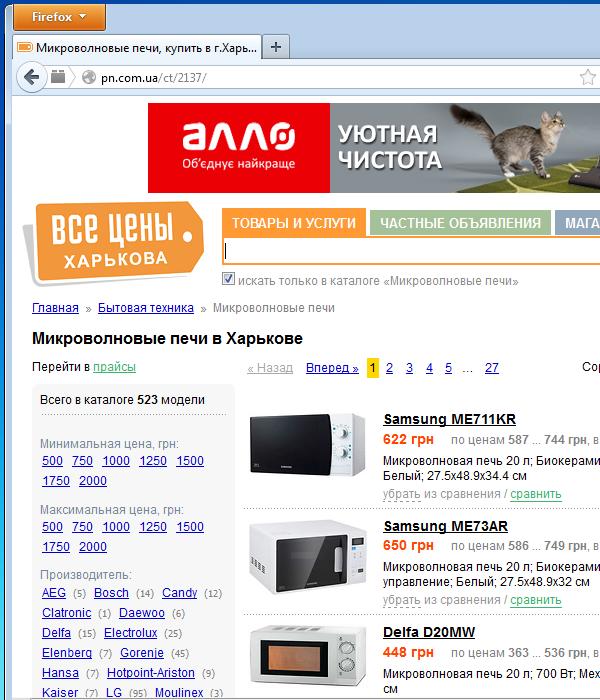 Firefox
Микроволновые печи, купить в г.Харь...
pn.com.ua/ct/2137/
алло
Об'єднує найкраще
УЮТНАЯ
ЧИСТОТА
ВСЕ ЦЕНЫ
ХАРЬКОВА
ТОВАРЫ И УСЛУГИ
ЧАСТНЫЕ ОБЪЯВЛЕНИЯ
МАГА
искать только в каталоге «Микроволновые печи»
Главная » Бытовая техника » Микроволновые печи
Микроволновые печи в Харькове
Перейти в прайсы
« Назад Вперед » 1 2 3 4 5 ... 27
Сор
Всего в каталоге 523 модели
Минимальная цена, грн:
500 750 1000 1250 1500
1750 2000
Максимальная цена, грн:
500 750 1000 1250 1500
1750 2000
Производитель:
AEG (5) Bosch (14) Candy (12)
Clatronic (1) Daewoo (6)
Delfa (15) Electrolux (25)
Elenberg (7) Gorenje (45)
Hansa (7) Hotpoint-Ariston (9)
Kaiser (7) LG (95) Moulinex (3)
Samsung ME711KR
622 грн по ценам 587 ... 744 грн, в
Микроволновая печь 20 л; Биокерами
Белый; 27.5x48.9x34.4 см
убрать из сравнения / сравнить
Samsung ME73AR
650 грн по ценам 586 ... 749 грн, в
Микроволновая печь 20 л; Биокерами
управление; Белый; 27.5x48.9x32 см
убрать из сравнения / сравнить
Delfa D20MW
448 грн по ценам 363 ... 536 грн, в
Микроволновая печь 20 л; 700 Вт; Мех
см